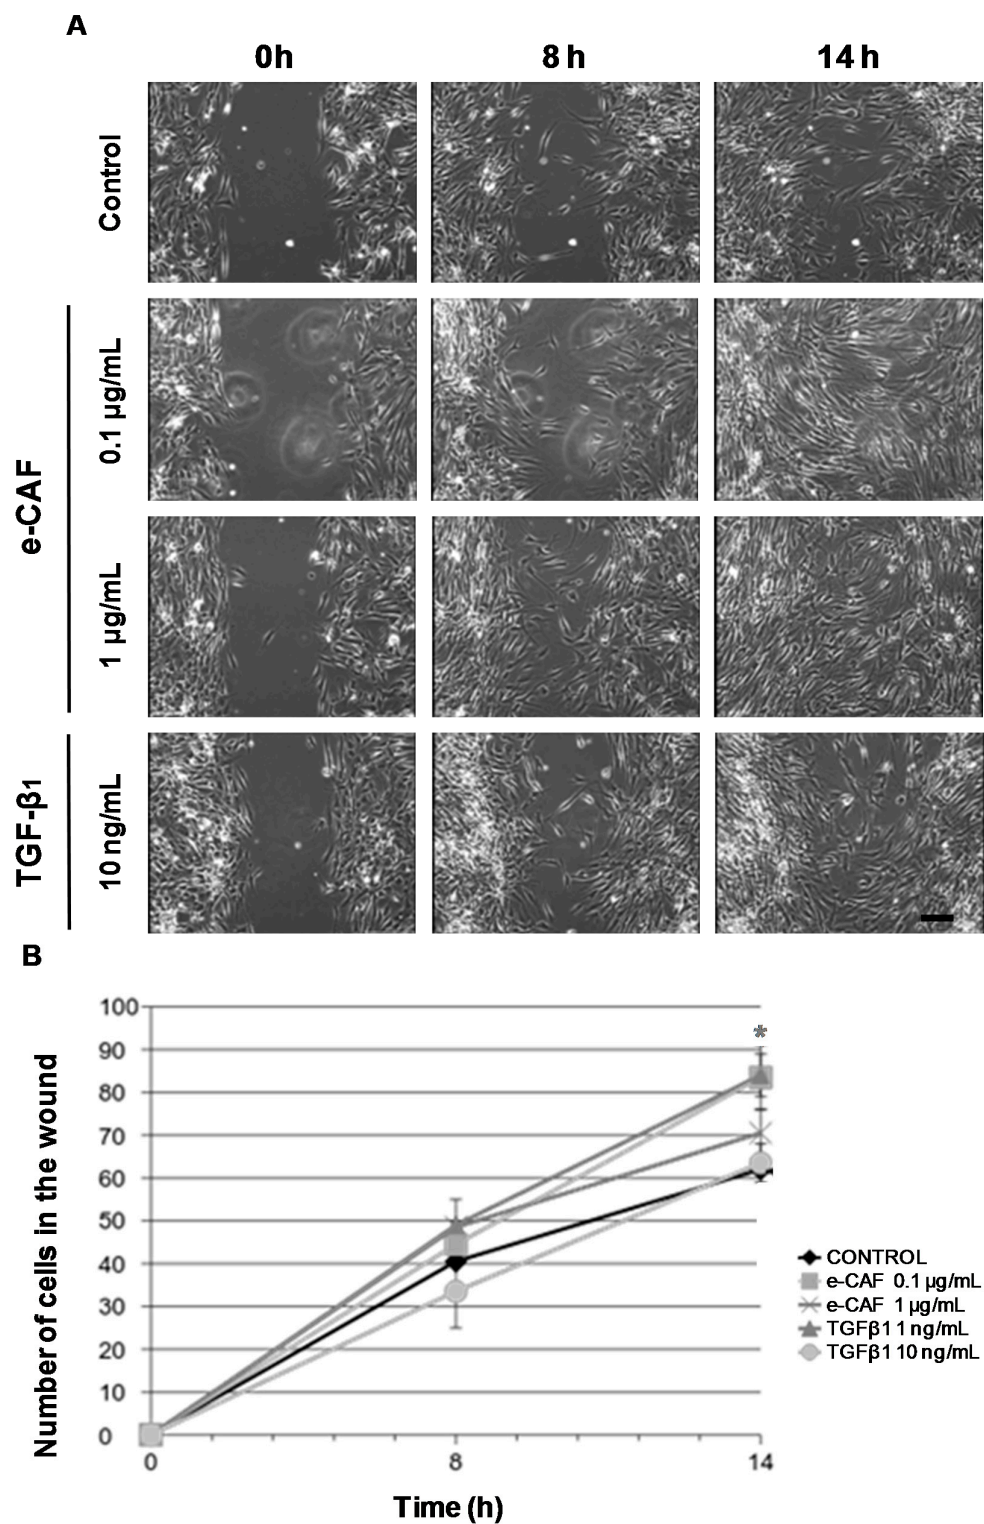 A
0h
8 h
14 h
Control
e-CAF
0.1 µg/mL
1 µg/mL
TGF-β1
10 ng/mL
B
Number of cells in the wound
100
90
80
70
60
50
40
30
20
10
0
*
0
8
14
Time (h)
CONTROL
e-CAF 0.1 µg/mL
e-CAF 1 µg/mL
TGFβ1 1 ng/mL
TGFβ1 10 ng/mL